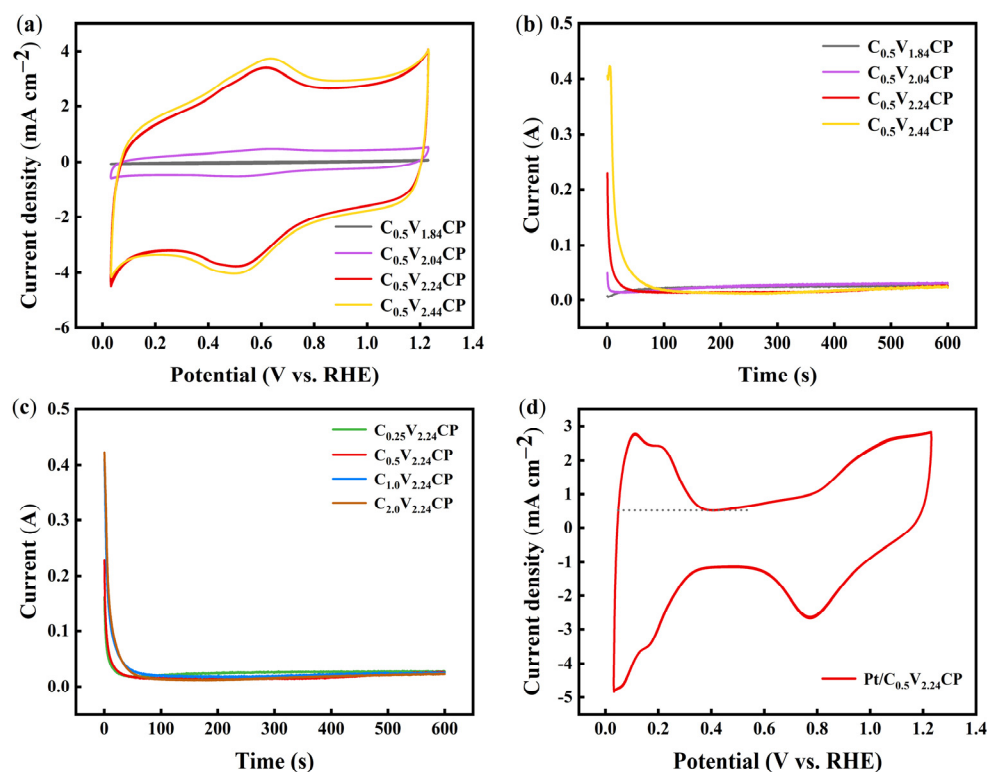 (a)
Current density (mA cm−2)
4
2
0
-2
-4
-6
C0.5V1.84CP
C0.5V2.04CP
C0.5V2.24CP
C0.5V2.44CP
0.0 0.2 0.4 0.6 0.8 1.0 1.2 1.4
Potential (V vs. RHE)
(b)
Current (A)
0.5
0.4
0.3
0.2
0.1
0.0
C0.5V1.84CP
C0.5V2.04CP
C0.5V2.24CP
C0.5V2.44CP
0 100 200 300 400 500 600
Time (s)
(c)
Current (A)
0.5
0.4
0.3
0.2
0.1
0.0
C0.25V2.24CP
C0.5V2.24CP
C1.0V2.24CP
C2.0V2.24CP
0 100 200 300 400 500 600
Time (s)
(d)
Current density (mA cm−2)
3
2
1
0
-1
-2
-3
-4
-5
Pt/C0.5V2.24CP
0.0 0.2 0.4 0.6 0.8 1.0 1.2 1.4
Potential (V vs. RHE)